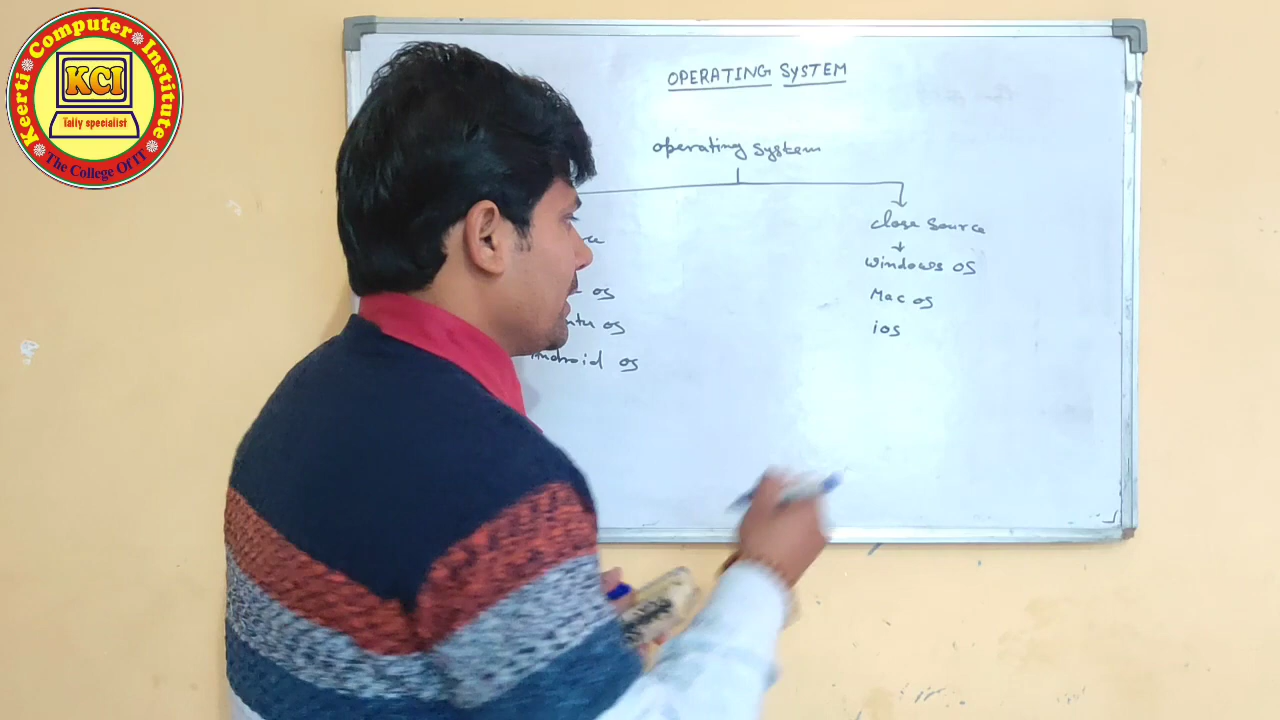 Keerti Computer Institute
KCI
Tally specialist
The College Of IT
OPERATING SYSTEM
operating system
close source
windows os
Mac os
ios
os
os
Android os